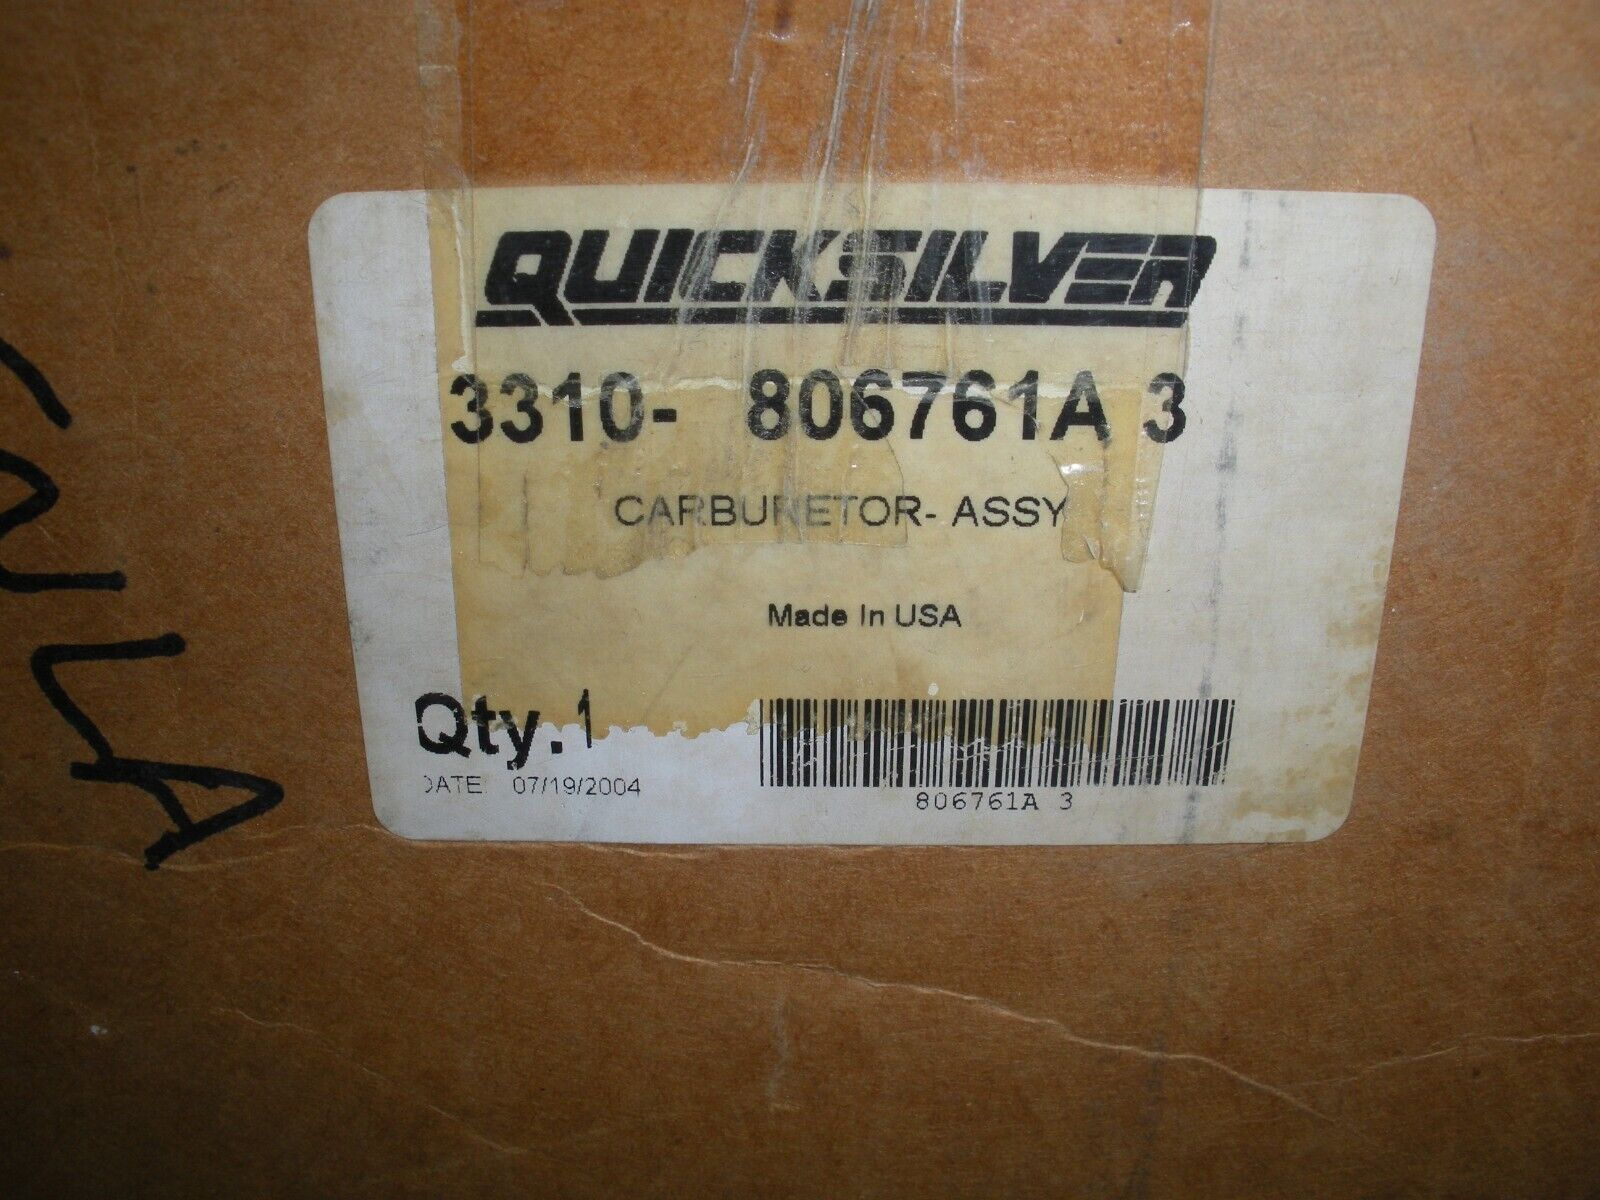 QUICKSILVER
3310- 806761A 3
CARBURETOR- ASSY
Made In USA
Qty.1
DATE 07/19/2004
806761A 3